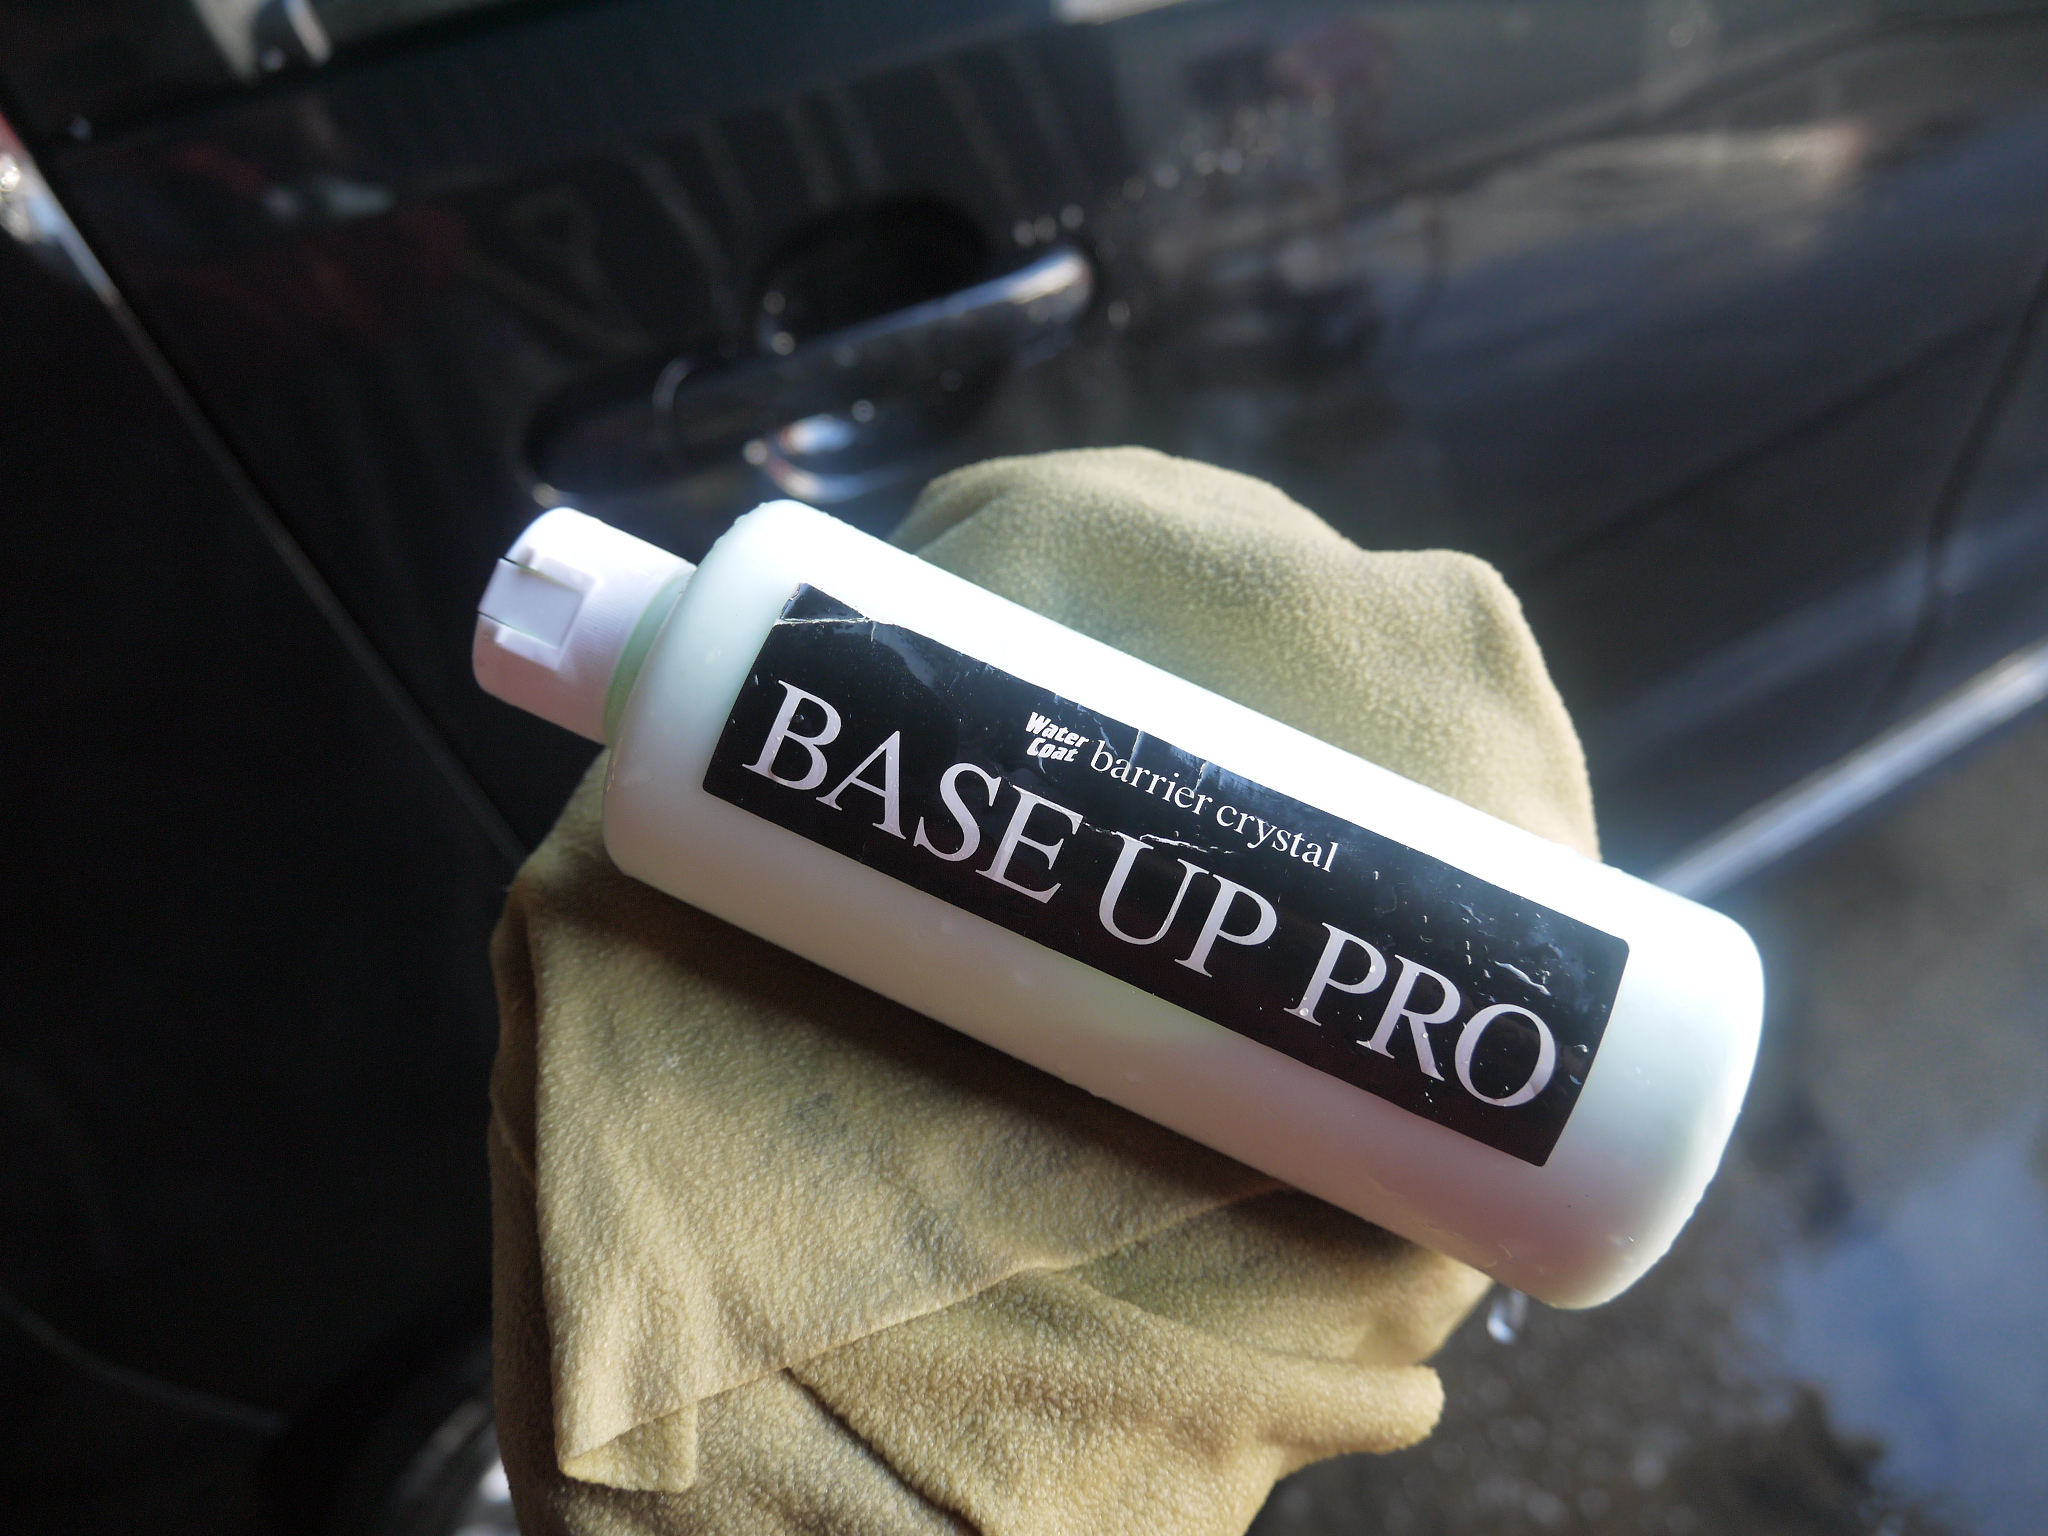 Water
Coat
barrier crystal
BASE UP PRO